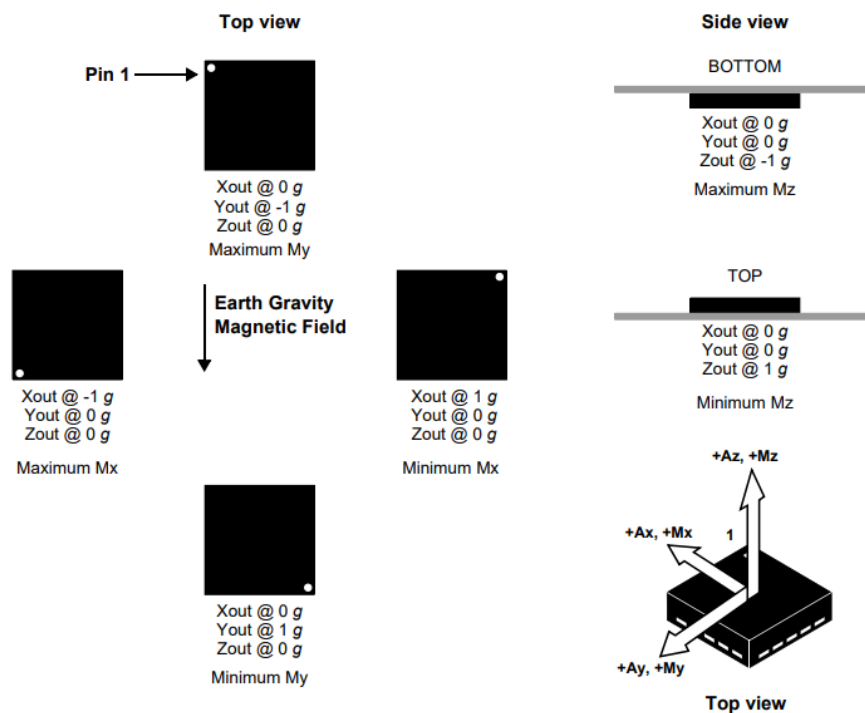 Top view
Pin 1
Xout @ 0 g
Yout @ -1 g
Zout @ 0 g
Maximum My
Earth Gravity
Magnetic Field
Xout @ -1 g
Yout @ 0 g
Zout @ 0 g
Maximum Mx
Xout @ 1 g
Yout @ 0 g
Zout @ 0 g
Minimum Mx
Xout @ 0 g
Yout @ 1 g
Zout @ 0 g
Minimum My
Side view
BOTTOM
Xout @ 0 g
Yout @ 0 g
Zout @ -1 g
Maximum Mz
TOP
Xout @ 0 g
Yout @ 0 g
Zout @ 1 g
Minimum Mz
+Az, +Mz
+Ax, +Mx
1
+Ay, +My
Top view